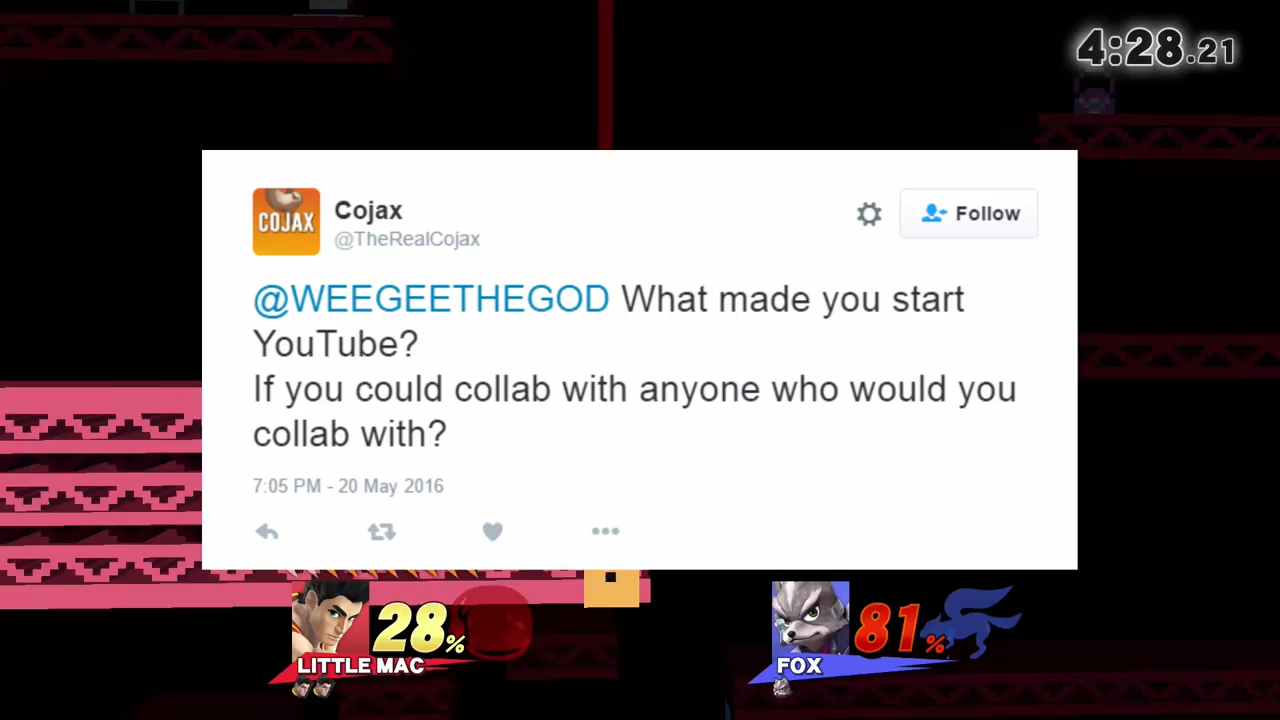 4:28.21
COJAX
Cojax
@TheRealCojax
Follow
@WEEGEETHEGOD What made you start
YouTube?
If you could collab with anyone who would you
collab with?
7:05 PM - 20 May 2016
28%
LITTLE MAC
81%
FOX